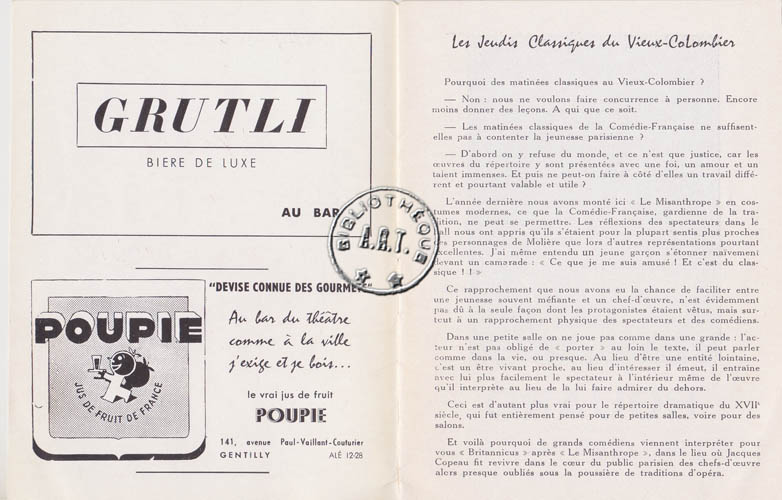 GRUTLI
BIERE DE LUXE
AU BAR
"DEVISE CONNUE DES GOURMETS"
POUPIE
JUS DE FRUIT DE FRANCE
Au bar du théâtre
comme à la ville
j'exige et je bois...
le vrai jus de fruit
POUPIE
141, avenue Paul-Vaillant-Couturier
GENTILLY ALÉ 12-28
BIBLIOTHÈQUE
A.R.T.
Les Jeudis Classiques du Vieux-Colombier
Pourquoi des matinées classiques au Vieux-Colombier ?
— Non : nous ne voulons faire concurrence à personne. Encore
moins donner des leçons. A qui que ce soit.
— Les matinées classiques de la Comédie-Française ne suffisent-
elles pas à contenter la jeunesse parisienne ?
— D'abord on y refuse du monde, et ce n'est que justice, car les
œuvres du répertoire y sont présentées avec une foi, un amour et un
talent immenses. Et puis ne peut-on faire à côté d'elles un travail diffé-
rent et pourtant valable et utile ?
L'année dernière nous avons monté ici « Le Misanthrope » en cos-
tumes modernes, ce que la Comédie-Française, gardienne de la tra-
dition, ne peut se permettre. Les réflexions des spectateurs dans le
hall nous ont appris qu'ils s'étaient pour la plupart sentis plus proches
des personnages de Molière que lors d'autres représentations pourtant
excellentes. J'ai même entendu un jeune garçon s'étonner naïvement
devant un camarade : « Ce que je me suis amusé ! Et c'est du clas-
sique ! ! »
Ce rapprochement que nous avons eu la chance de faciliter entre
une jeunesse souvent méfiante et un chef-d'œuvre, n'est évidemment
pas dû à la seule façon dont les protagonistes étaient vêtus, mais sur-
tout à un rapprochement physique des spectateurs et des comédiens.
Dans une petite salle on ne joue pas comme dans une grande : l'ac-
teur n'est pas obligé de « porter » au loin le texte, il peut parler
comme dans la vie, ou presque. Au lieu d'être une entité lointaine,
c'est un être vivant proche, au lieu d'intéresser il émeut, il entraine
avec lui plus facilement le spectateur à l'intérieur même de l'œuvre
qu'il interprète au lieu de la lui faire admirer du dehors.
Ceci est d'autant plus vrai pour le répertoire dramatique du XVIIe
siècle, qui fut entièrement pensé pour de petites salles, voire pour des
salons.
Et voilà pourquoi de grands comédiens viennent interpréter pour
vous « Britannicus » après « Le Misanthrope », dans le lieu où Jacques
Copeau fit revivre dans le cœur du public parisien des chefs-d'œuvre
alors presque oubliés sous la poussière de traditions d'opéra.